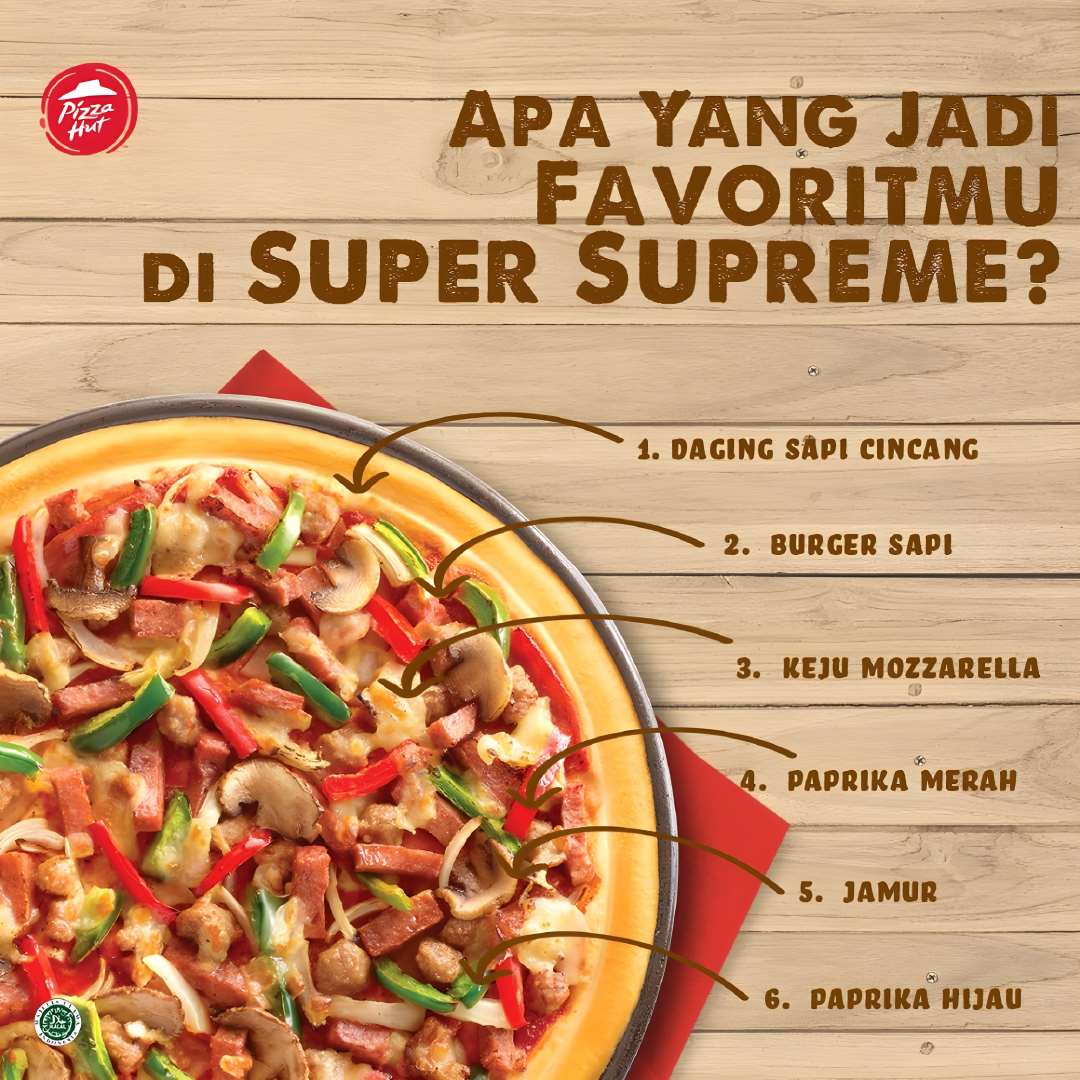 Pizza
Hut
APA YANG JADI
FAVORITMU
DI SUPER SUPREME?
1. DAGING SAPI CINCANG
2. BURGER SAPI
3. KEJU MOZZARELLA
4. PAPRIKA MERAH
5. JAMUR
6. PAPRIKA HIJAU
HALAL